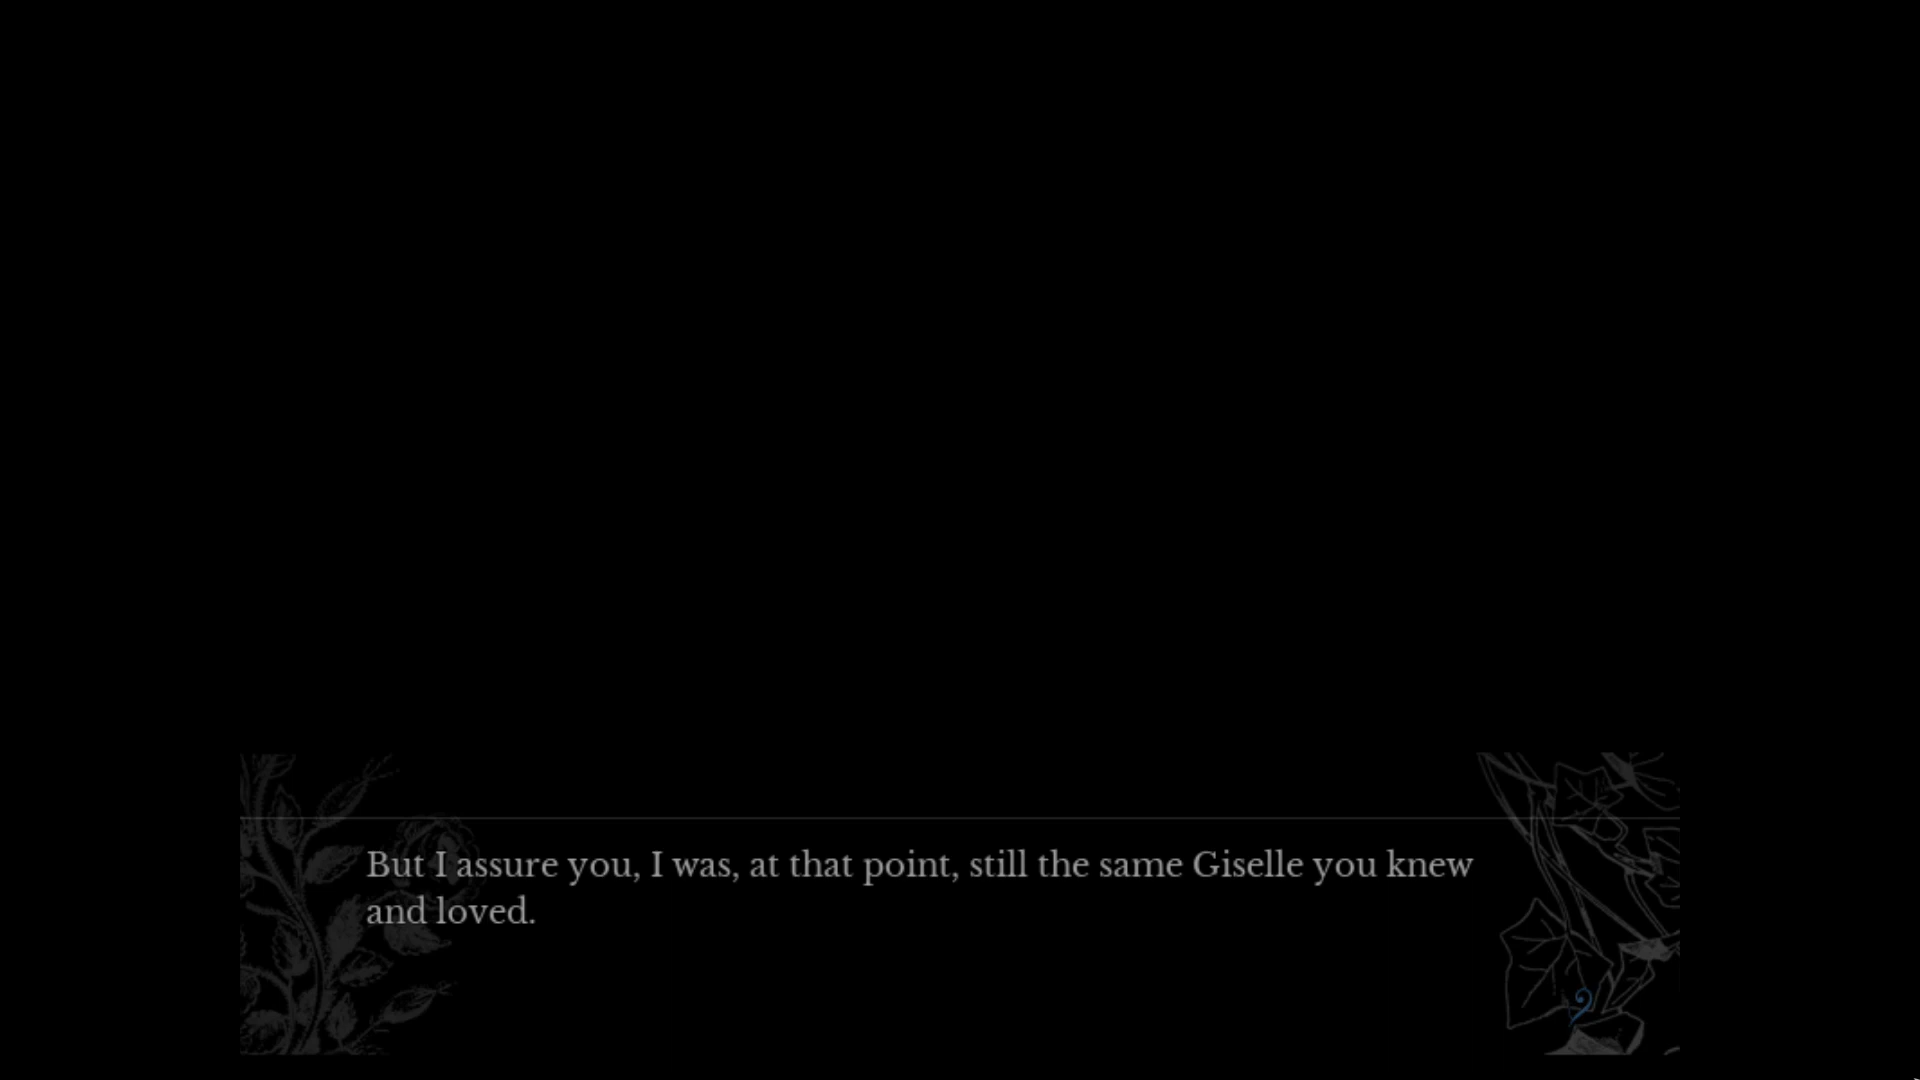 But I assure you, I was, at that point, still the same Giselle you knew
and loved.